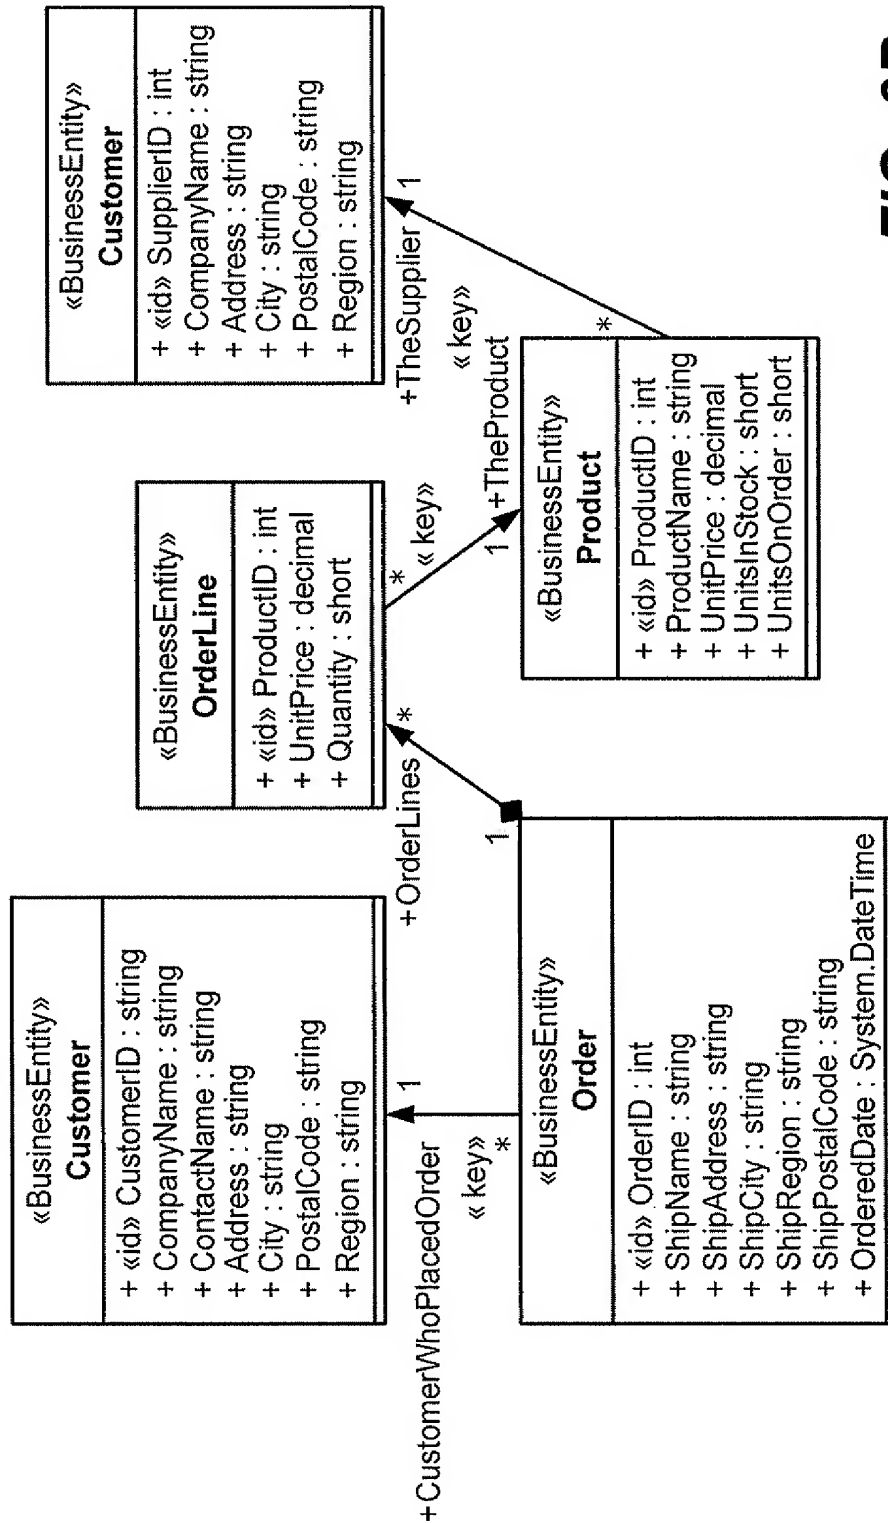 «BusinessEntity»
Customer
+ «id» CustomerID : string
+ CompanyName : string
+ ContactName : string
+ Address : string
+ City : string
+ PostalCode : string
+ Region : string
«BusinessEntity»
OrderLine
+ «id» ProductID : int
+ UnitPrice : decimal
+ Quantity : short
«BusinessEntity»
Customer
+ «id» SupplierID : int
+ CompanyName : string
+ Address : string
+ City : string
+ PostalCode : string
+ Region : string
+CustomerWhoPlacedOrder
1
« key»
*
+OrderLines
*
1
*
« key»
1
+TheProduct
+TheSupplier
1
« key»
*
«BusinessEntity»
Order
+ «id» OrderID : int
+ ShipName : string
+ ShipAddress : string
+ ShipCity : string
+ ShipRegion : string
+ ShipPostalCode : string
+ OrderedDate : System.DateTime
«BusinessEntity»
Product
+ «id» ProductID : int
+ ProductName : string
+ UnitPrice : decimal
+ UnitsInStock : short
+ UnitsOnOrder : short